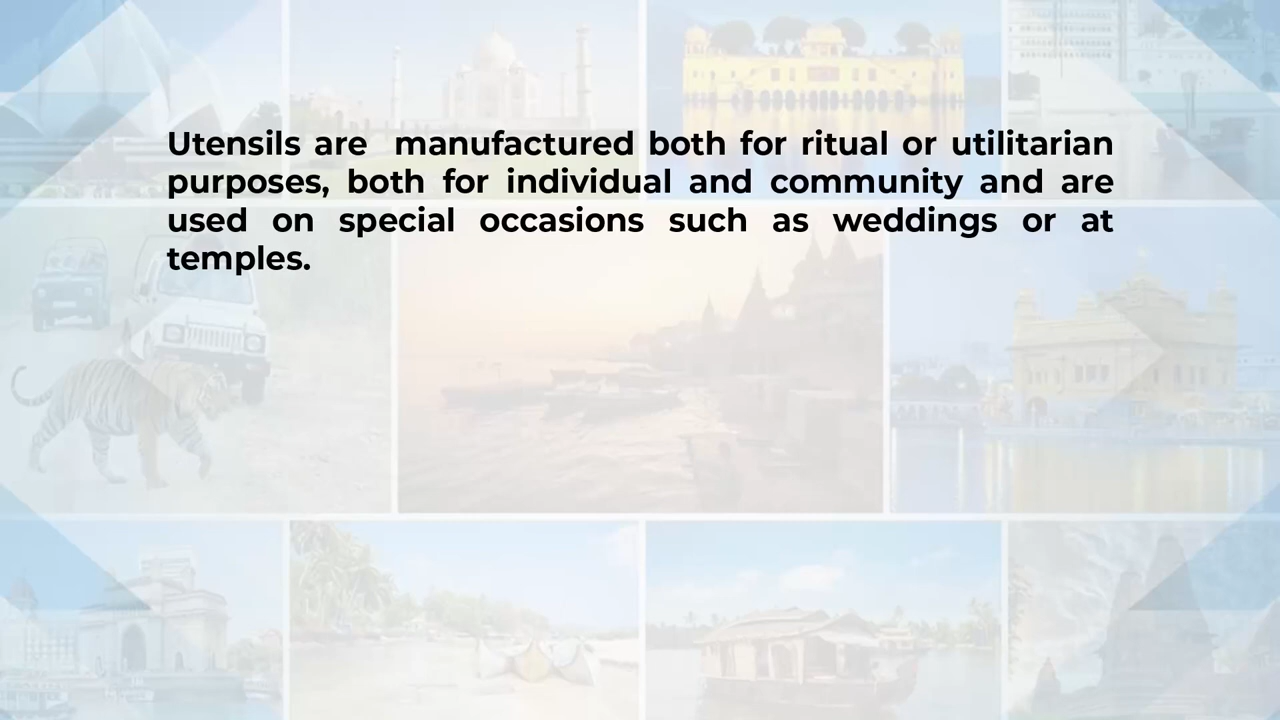 Utensils are  manufactured both for ritual or utilitarian
purposes, both for individual and community and are
used on special occasions such as weddings or at
temples.